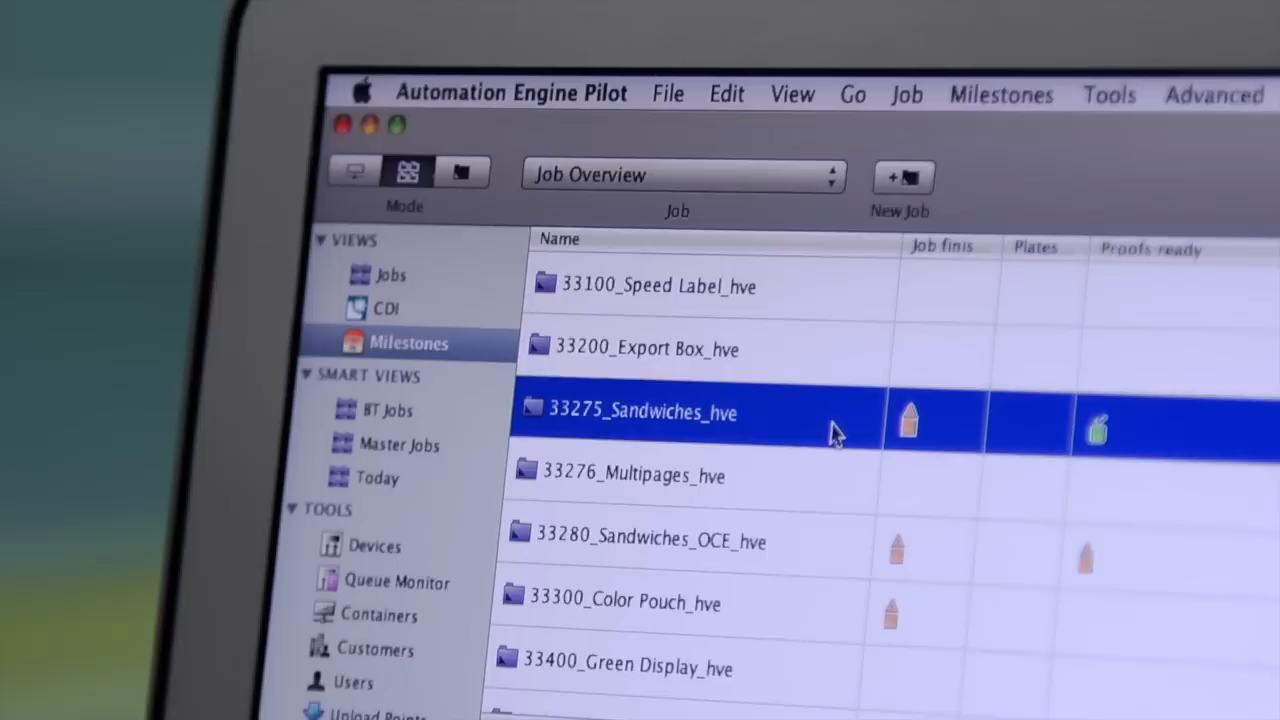 Automation Engine Pilot File Edit View Go Job Milestones Tools Advanced
Job Overview
Mode Job New Job
VIEWS
Jobs
CDI
Milestones
SMART VIEWS
BT Jobs
Master Jobs
Today
TOOLS
Devices
Queue Monitor
Containers
Customers
Users
Upload Points
Name Job finis Plates Proofs ready
33100_Speed Label_hve
33200_Export Box_hve
33275_Sandwiches_hve
33276_Multipages_hve
33280_Sandwiches_OCE_hve
33300_Color Pouch_hve
33400_Green Display_hve